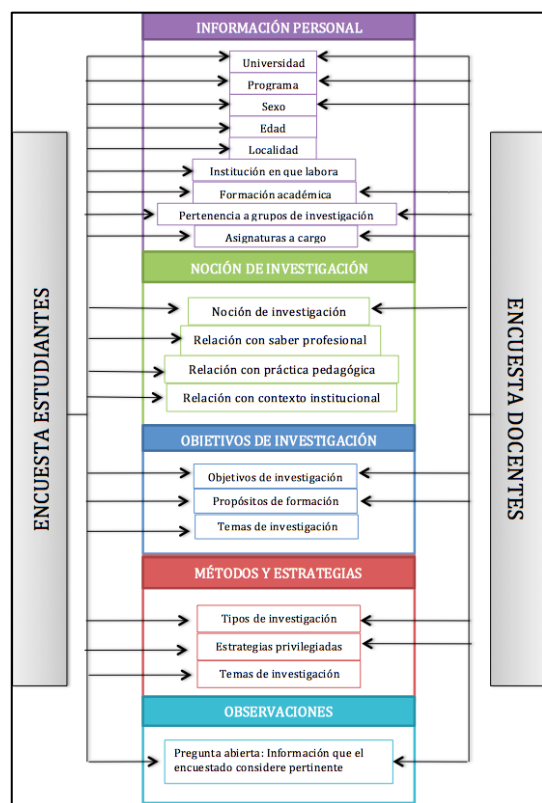 INFORMACIÓN PERSONAL
Universidad
Programa
Sexo
Edad
Localidad
Institución en que labora
Formación académica
Pertenencia a grupos de investigación
Asignaturas a cargo
NOCIÓN DE INVESTIGACIÓN
Noción de investigación
Relación con saber profesional
Relación con práctica pedagógica
Relación con contexto institucional
OBJETIVOS DE INVESTIGACIÓN
Objetivos de investigación
Propósitos de formación
Temas de investigación
MÉTODOS Y ESTRATEGIAS
Tipos de investigación
Estrategias privilegiadas
Temas de investigación
OBSERVACIONES
Pregunta abierta: Información que el
encuestado considere pertinente
ENCUESTA ESTUDIANTES
ENCUESTA DOCENTES